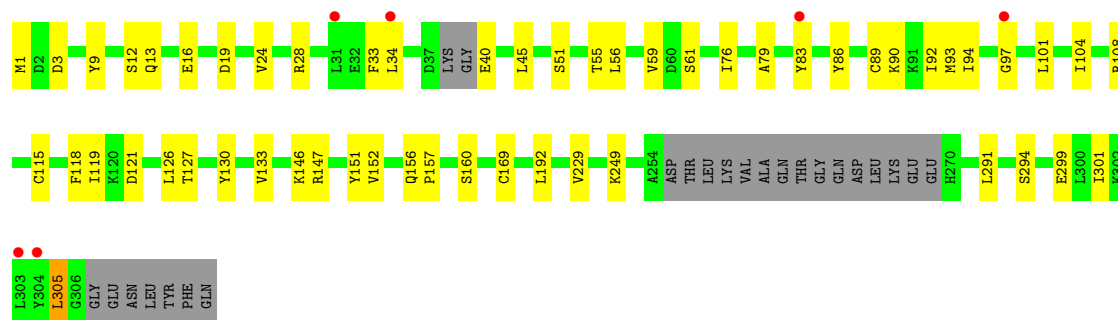 M1 D2 D3 Y9 S12 Q13 E16 D19 V24 R28 L31 E32 F33 L34 D37 LYS GLY E40 L45 S51 T55 L56 V59 D60 S61 I76 A79 Y83 Y86 C89 K90 K91 I92 M93 I94 G97 L101 I104
C115 F118 I119 K120 D121 L126 T127 Y130 V133 K146 R147 Y151 V152 Q156 P157 S160 C169 L192 V229 K249 A254 ASP THR LEU LYS VAL ALA GLN THR GLY GLN ASP LEU LYS GLU GLU H270 L291 S294 E299 L300 I301
L303 Y304 L305 G306 GLY GLU ASN LEU TYR PHE GLN